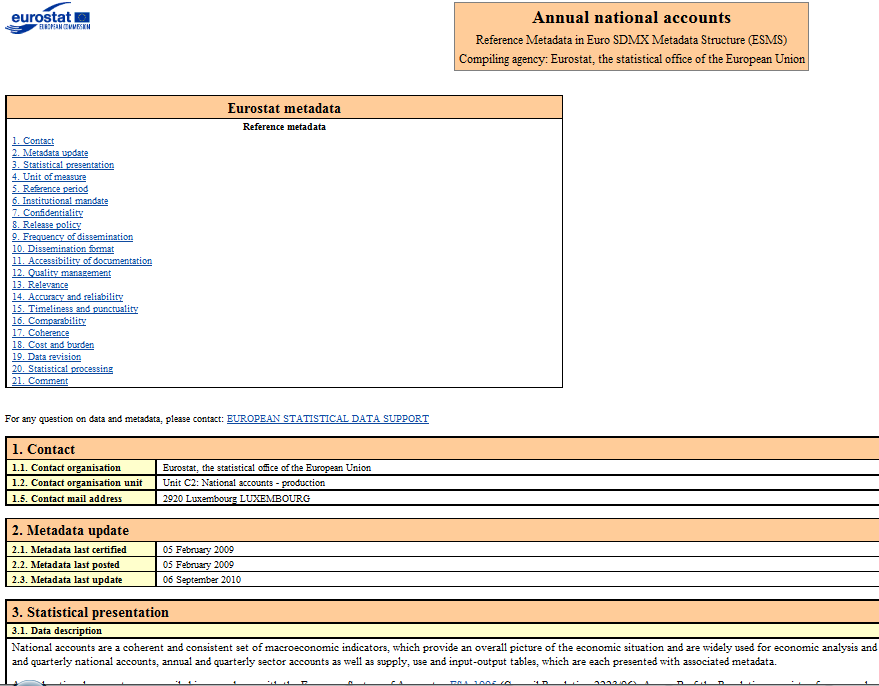 eurostat
EUROPEAN COMMISSION
Annual national accounts
Reference Metadata in Euro SDMX Metadata Structure (ESMS)
Compiling agency: Eurostat, the statistical office of the European Union
Eurostat metadata
Reference metadata
1. Contact
2. Metadata update
3. Statistical presentation
4. Unit of measure
5. Reference period
6. Institutional mandate
7. Confidentiality
8. Release policy
9. Frequency of dissemination
10. Dissemination format
11. Accessibility of documentation
12. Quality management
13. Relevance
14. Accuracy and reliability
15. Timeliness and punctuality
16. Comparability
17. Coherence
18. Cost and burden
19. Data revision
20. Statistical processing
21. Comment
For any question on data and metadata, please contact: EUROPEAN STATISTICAL DATA SUPPORT
1. Contact
1.1. Contact organisation Eurostat, the statistical office of the European Union
1.2. Contact organisation unit Unit C2: National accounts - production
1.5. Contact mail address 2920 Luxembourg LUXEMBOURG
2. Metadata update
2.1. Metadata last certified 05 February 2009
2.2. Metadata last posted 05 February 2009
2.3. Metadata last update 06 September 2010
3. Statistical presentation
3.1. Data description
National accounts are a coherent and consistent set of macroeconomic indicators, which provide an overall picture of the economic situation and are widely used for economic analysis and
and quarterly national accounts, annual and quarterly sector accounts as well as supply, use and input-output tables, which are each presented with associated metadata.